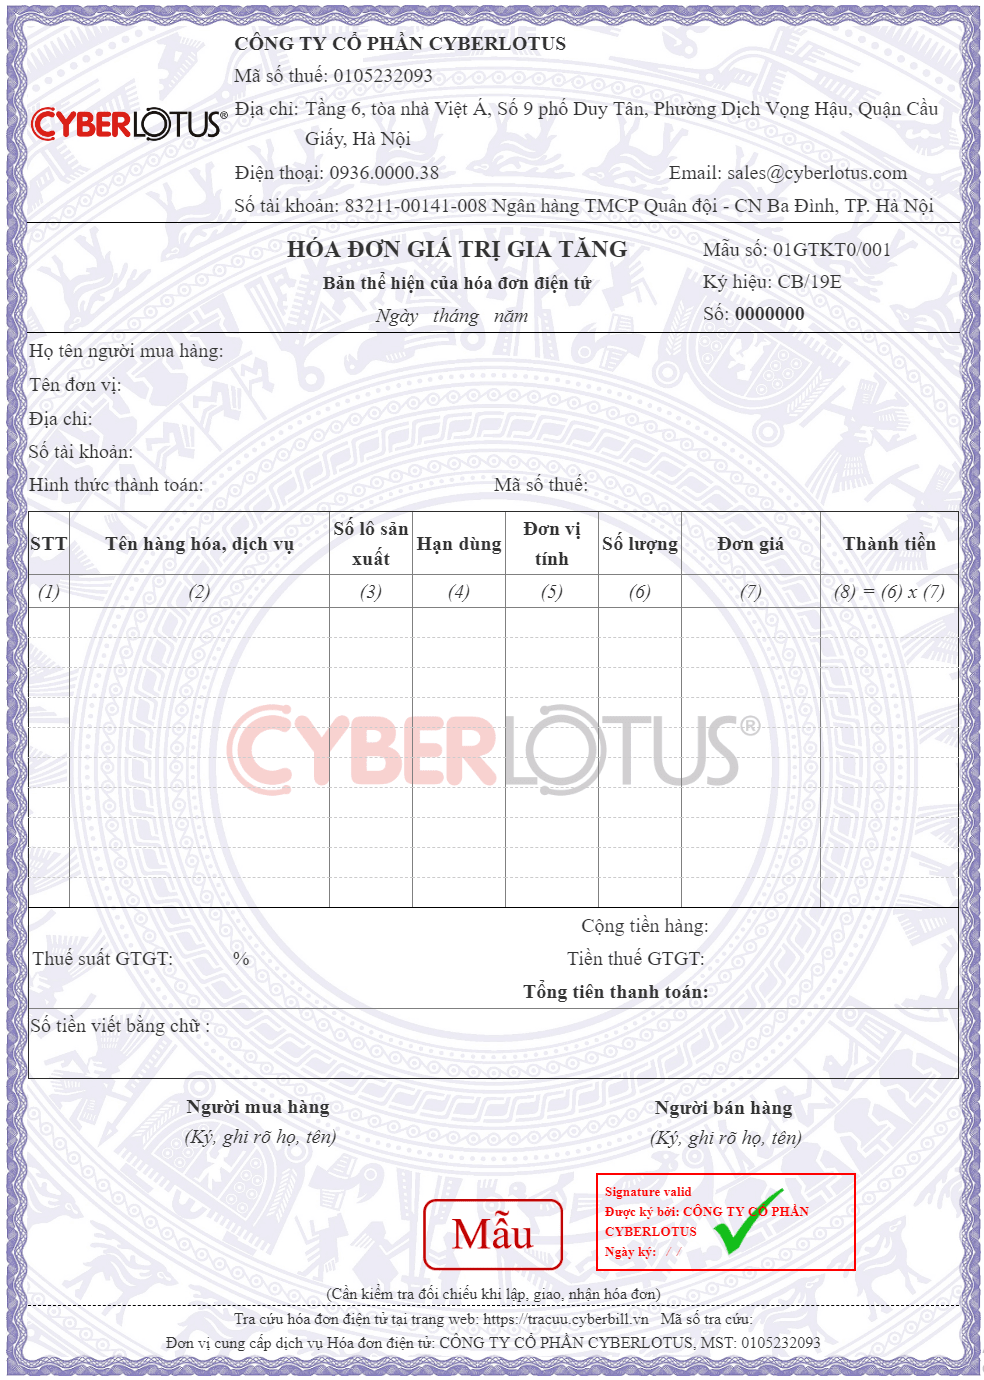 CÔNG TY CỔ PHẦN CYBERLOTUS
Mã số thuế: 0105232093
CYBERLOTUS®
Địa chỉ: Tầng 6, tòa nhà Việt Á, Số 9 phố Duy Tân, Phường Dịch Vọng Hậu, Quận Cầu
Giấy, Hà Nội
Điện thoại: 0936.0000.38 Email: sales@cyberlotus.com
Số tài khoản: 83211-00141-008 Ngân hàng TMCP Quân đội - CN Ba Đình, TP. Hà Nội
HÓA ĐƠN GIÁ TRỊ GIA TĂNG
Bản thể hiện của hóa đơn điện tử
Ngày tháng năm
Mẫu số: 01GTKT0/001
Ký hiệu: CB/19E
Số: 0000000
Họ tên người mua hàng:
Tên đơn vị:
Địa chỉ:
Số tài khoản:
Hình thức thành toán: Mã số thuế:
STT Tên hàng hóa, dịch vụ Số lô sản xuất Hạn dùng Đơn vị tính Số lượng Đơn giá Thành tiền
(1) (2) (3) (4) (5) (6) (7) (8) = (6) x (7)
CYBERLOTUS®
Cộng tiền hàng:
Thuế suất GTGT: % Tiền thuế GTGT:
Tổng tiên thanh toán:
Số tiền viết bằng chữ :
Người mua hàng Người bán hàng
(Ký, ghi rõ họ, tên) (Ký, ghi rõ họ, tên)
Mẫu
Signature valid
Được ký bởi: CÔNG TY CỔ PHẦN
CYBERLOTUS
Ngày ký: / /
(Cần kiểm tra đối chiếu khi lập, giao, nhận hóa đơn)
Tra cứu hóa đơn điện tử tại trang web: https://tracuu.cyberbill.vn Mã số tra cứu:
Đơn vị cung cấp dịch vụ Hóa đơn điện tử: CÔNG TY CỔ PHẦN CYBERLOTUS, MST: 0105232093